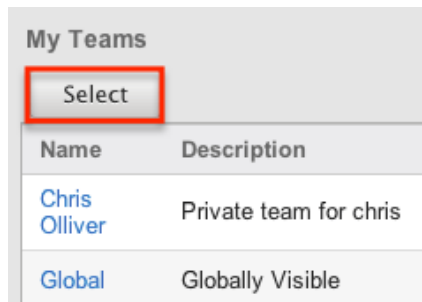 My Teams
Select
Name Description
Chris
Olliver Private team for chris
Global Globally Visible